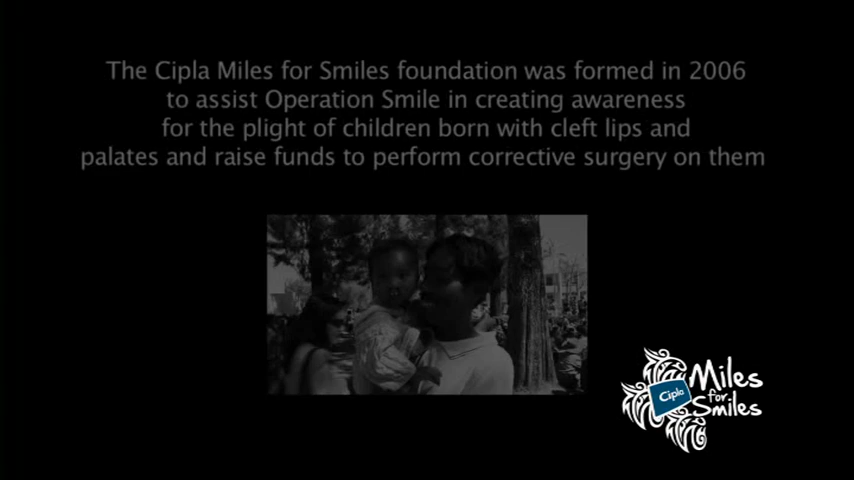 The Cipla Miles for Smiles foundation was formed in 2006
to assist Operation Smile in creating awareness
for the plight of children born with cleft lips and
palates and raise funds to perform corrective surgery on them
Miles
for
Cipla
Smiles